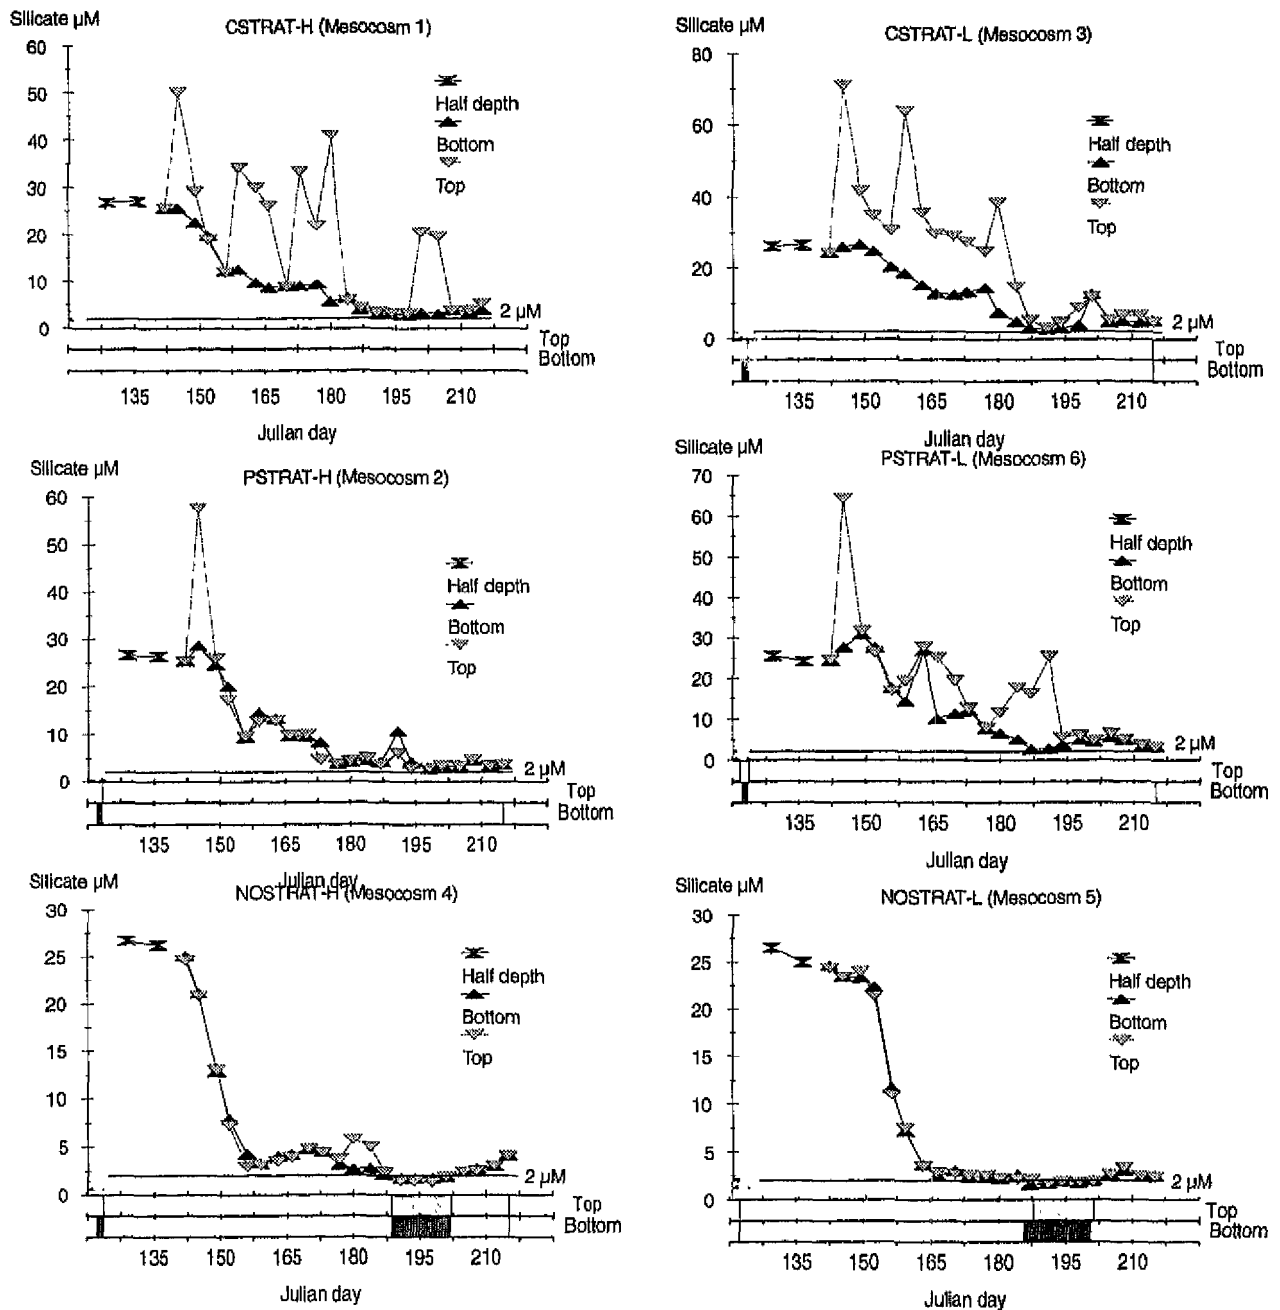 Silicate µM
CSTRAT-H (Mesocosm 1)
60
50
40
30
20
10
0
Half depth
Bottom
Top
2 µM
Top
Bottom
135 150 165 180 195 210
Julian day
Silicate µM
CSTRAT-L (Mesocosm 3)
80
60
40
20
0
Half depth
Bottom
Top
2 µM
Top
Bottom
135 150 165 180 195 210
Julian day
Silicate µM
PSTRAT-H (Mesocosm 2)
60
50
40
30
20
10
0
Half depth
Bottom
Top
2 µM
Top
Bottom
135 150 165 180 195 210
Julian day
Silicate µM
PSTRAT-L (Mesocosm 6)
70
60
50
40
30
20
10
0
Half depth
Bottom
Top
2 µM
Top
Bottom
135 150 165 180 195 210
Julian day
Silicate µM
NOSTRAT-H (Mesocosm 4)
30
25
20
15
10
5
0
Half depth
Bottom
Top
2 µM
Top
Bottom
135 150 165 180 195 210
Julian day
Silicate µM
NOSTRAT-L (Mesocosm 5)
30
25
20
15
10
5
0
Half depth
Bottom
Top
2 µM
Top
Bottom
135 150 165 180 195 210
Julian day